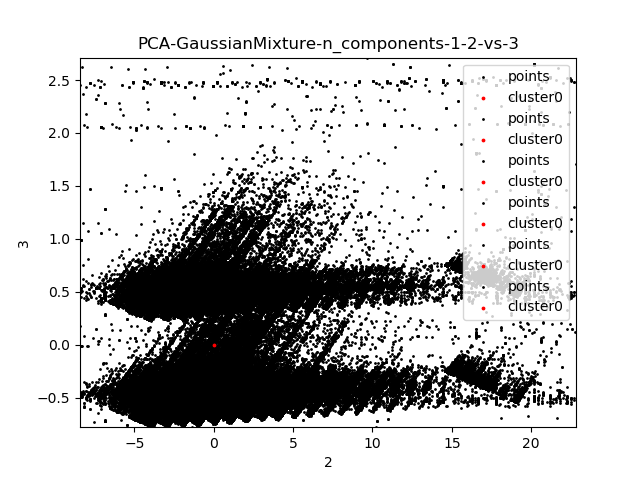 PCA-GaussianMixture-n_components-1-2-vs-3
points
cluster0
points
cluster0
points
cluster0
points
cluster0
points
cluster0
points
cluster0
2.5
2.0
1.5
1.0
0.5
0.0
−0.5
3
−5
0
5
10
15
20
2